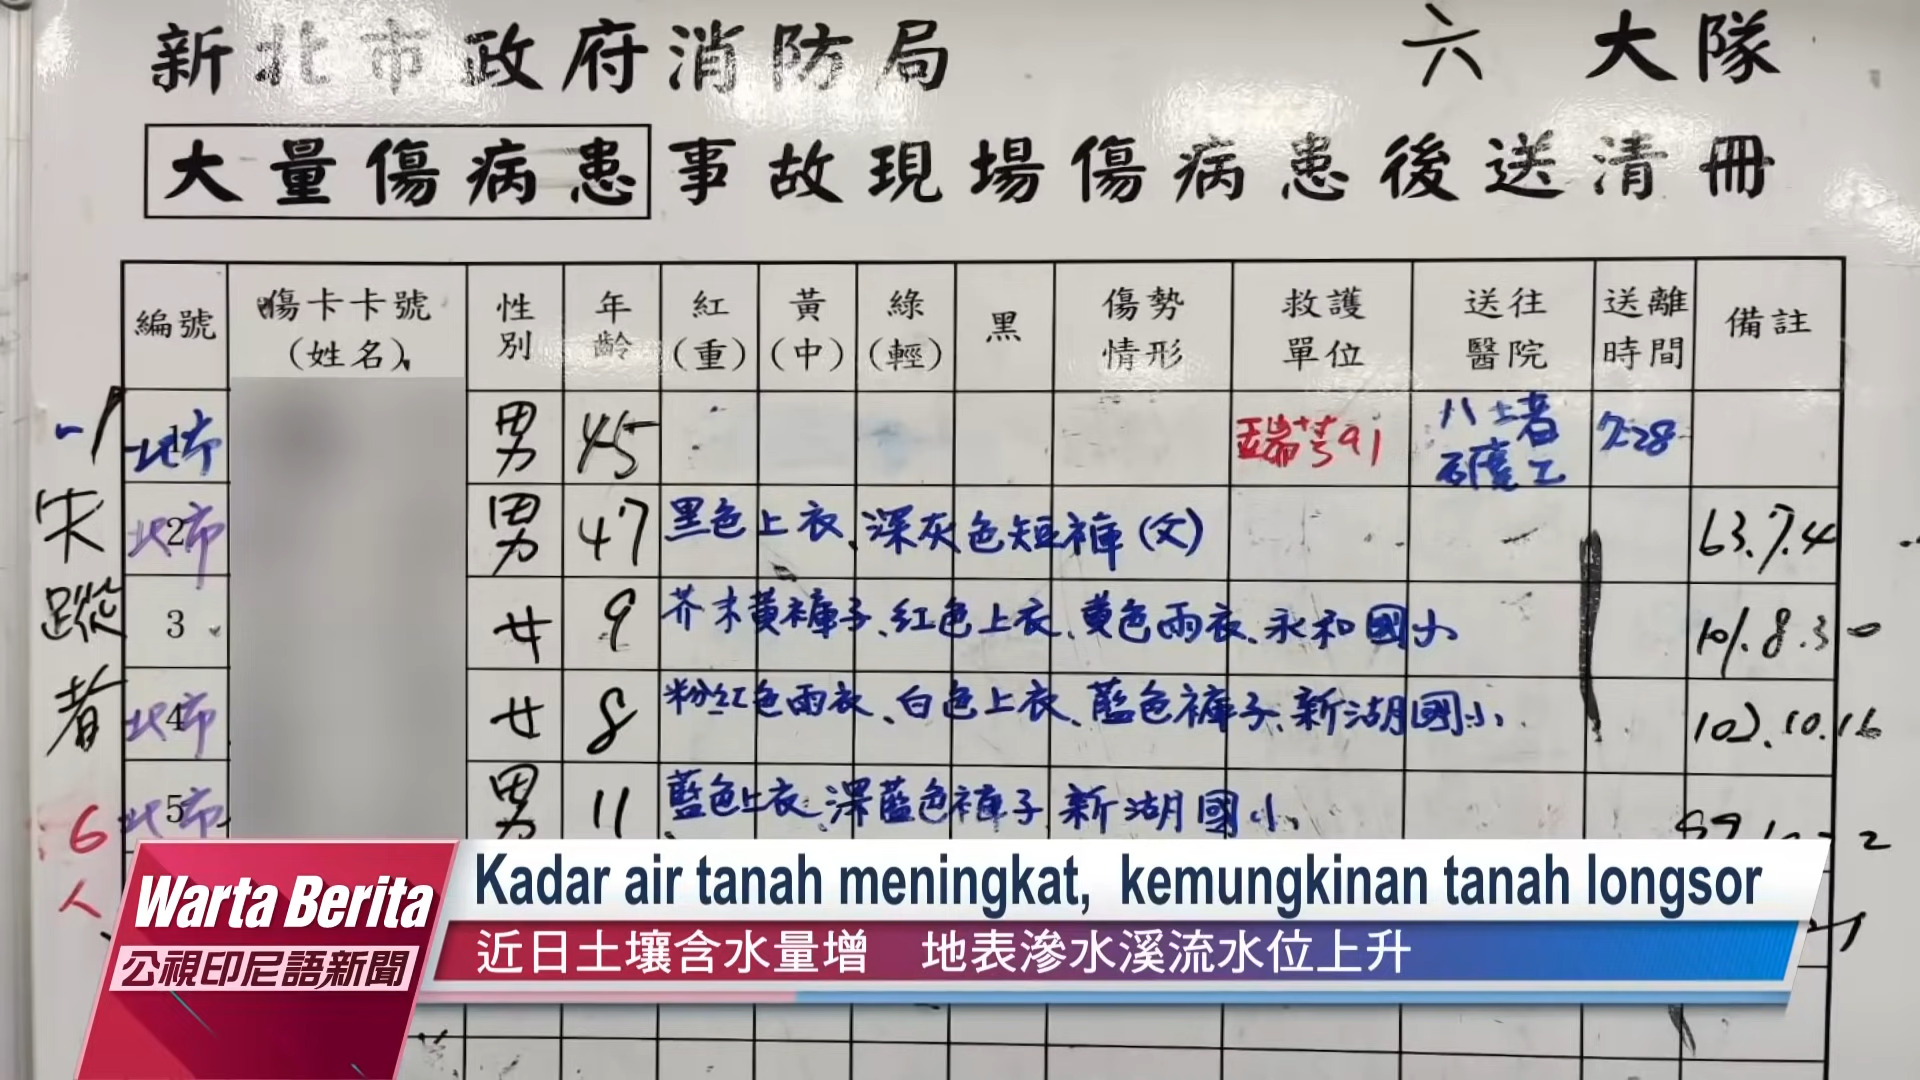 新北市政府消防局 六 大隊
大量傷病患事故現場傷病患後送清冊
編號 傷卡卡號(姓名) 性別 年齡 紅(重) 黃(中) 綠(輕) 黑 傷勢情形 救護單位 送往醫院 送離時間 備註
1 北市 男 45 瑞芳91 八斗者 礦工 7:28
2 北市 男 47 黑色上衣、深灰色短褲(父) 63.7.4
3 女 9 芥末黃褲子、紅色上衣、黃色雨衣、永和國小 101.8.30
4 北市 女 8 粉紅色雨衣、白色上衣、藍色褲子、新湖國小 102.10.16
5 北市 男 11 藍色上衣、深藍色褲子 新湖國小
失蹤者
6人
Kadar air tanah meningkat, kemungkinan tanah longsor
近日土壤含水量增 地表滲水溪流水位上升
Warta Berita
公視印尼語新聞